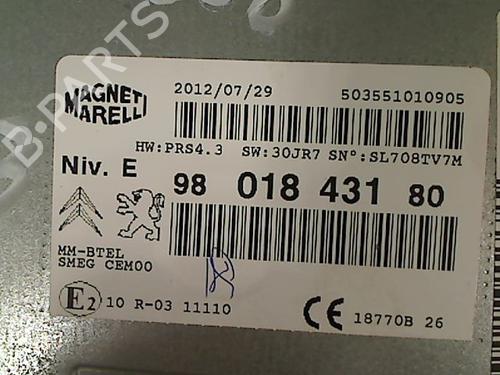 MAGNETI MARELLI
2012/07/29 503551010905
HW:PRS4.3 SW:30JR7 SN°:SL708TV7M
Niv. E 98 018 431 80
MM-BTEL
SMEG CEM00
E2 10 R-03 11110
CE 18770B 26
B-PARTS